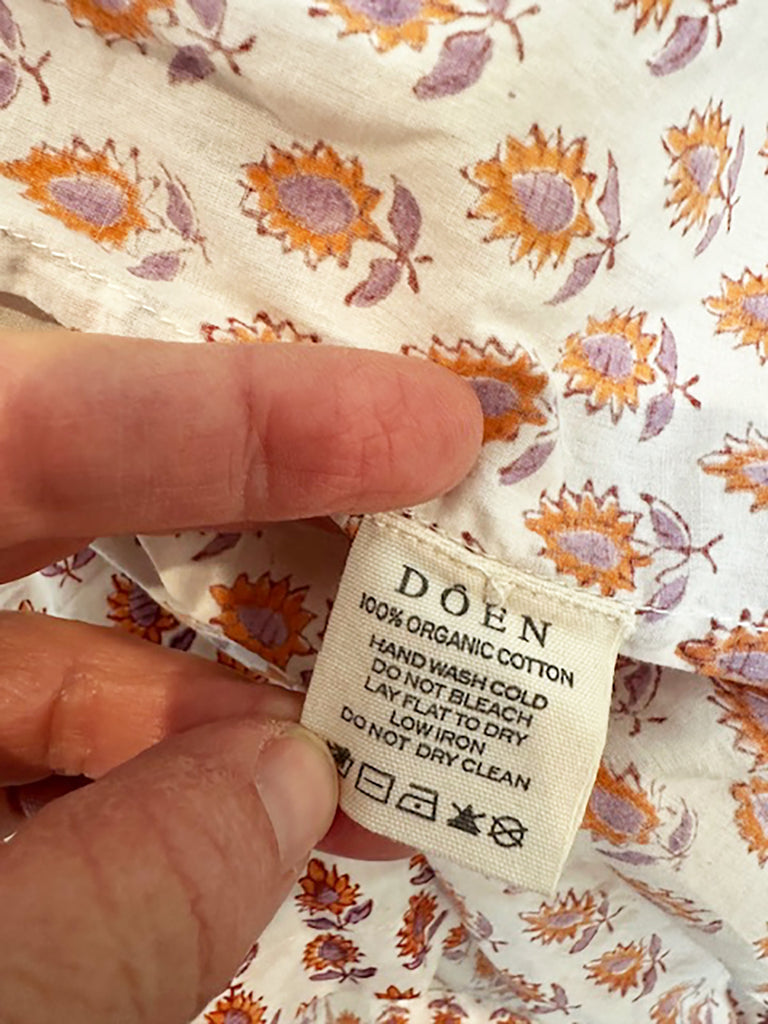 DÔEN
100% ORGANIC COTTON
HAND WASH COLD
DO NOT BLEACH
LAY FLAT TO DRY
LOW IRON
DO NOT DRY CLEAN